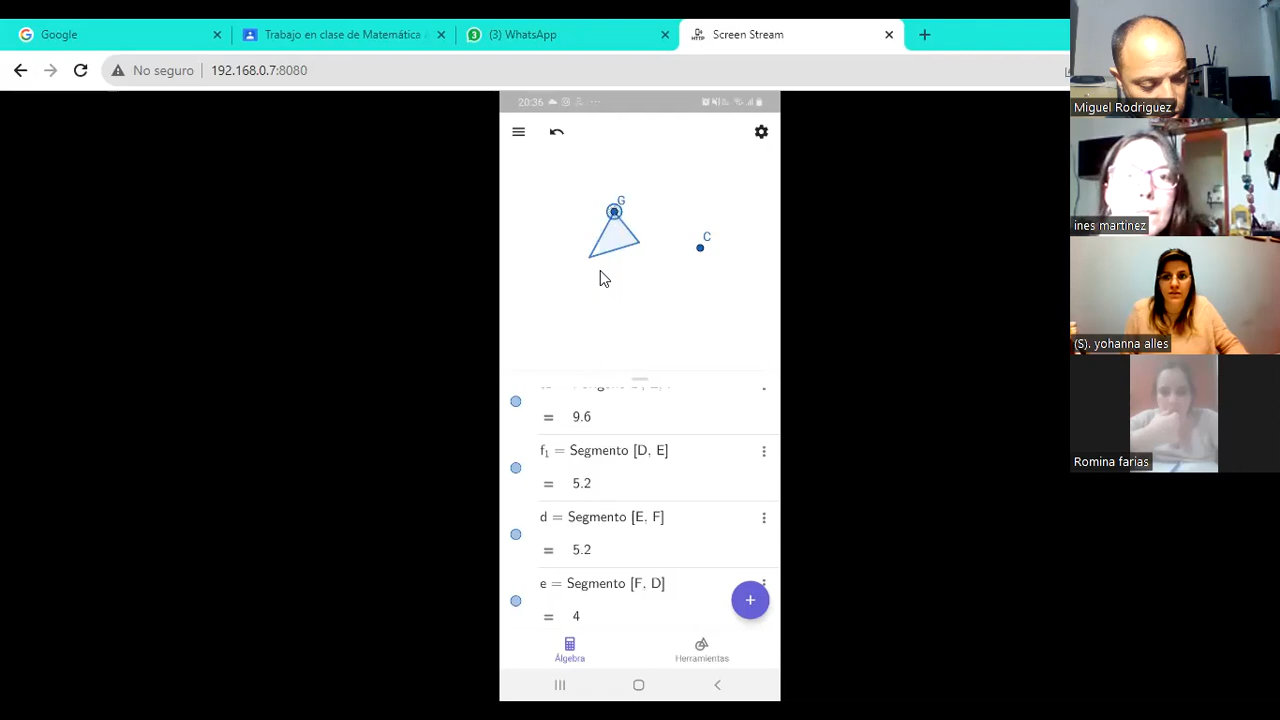 Google
Trabajo en clase de Matemática
(3) WhatsApp
Screen Stream
No seguro
192.168.0.7:8080
20:36
G
C
= 9.6
f₁ = Segmento [D, E]
= 5.2
d = Segmento [E, F]
= 5.2
e = Segmento [F, D]
= 4
Álgebra
Herramientas
Miguel Rodriguez
ines martinez
(S). yohanna alles
Romina farias